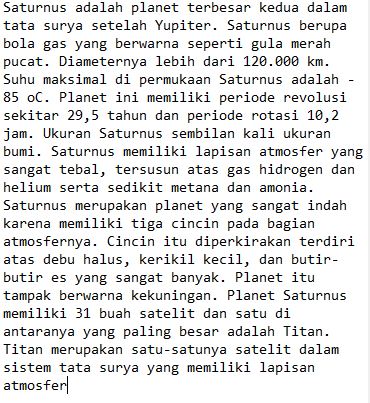 Saturnus adalah planet terbesar kedua dalam
tata surya setelah Yupiter. Saturnus berupa
bola gas yang berwarna seperti gula merah
pucat. Diameternya lebih dari 120.000 km.
Suhu maksimal di permukaan Saturnus adalah -
85 oC. Planet ini memiliki periode revolusi
sekitar 29,5 tahun dan periode rotasi 10,2
jam. Ukuran Saturnus sembilan kali ukuran
bumi. Saturnus memiliki lapisan atmosfer yang
sangat tebal, tersusun atas gas hidrogen dan
helium serta sedikit metana dan amonia.
Saturnus merupakan planet yang sangat indah
karena memiliki tiga cincin pada bagian
atmosfernya. Cincin itu diperkirakan terdiri
atas debu halus, kerikil kecil, dan butir-
butir es yang sangat banyak. Planet itu
tampak berwarna kekuningan. Planet Saturnus
memiliki 31 buah satelit dan satu di
antaranya yang paling besar adalah Titan.
Titan merupakan satu-satunya satelit dalam
sistem tata surya yang memiliki lapisan
atmosfer